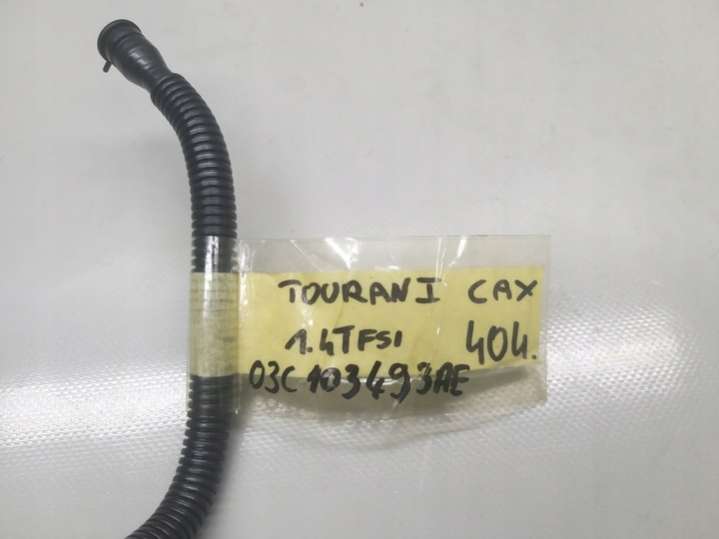 TOURAN I CAX
1.4TFSI 404.
03C103493AE